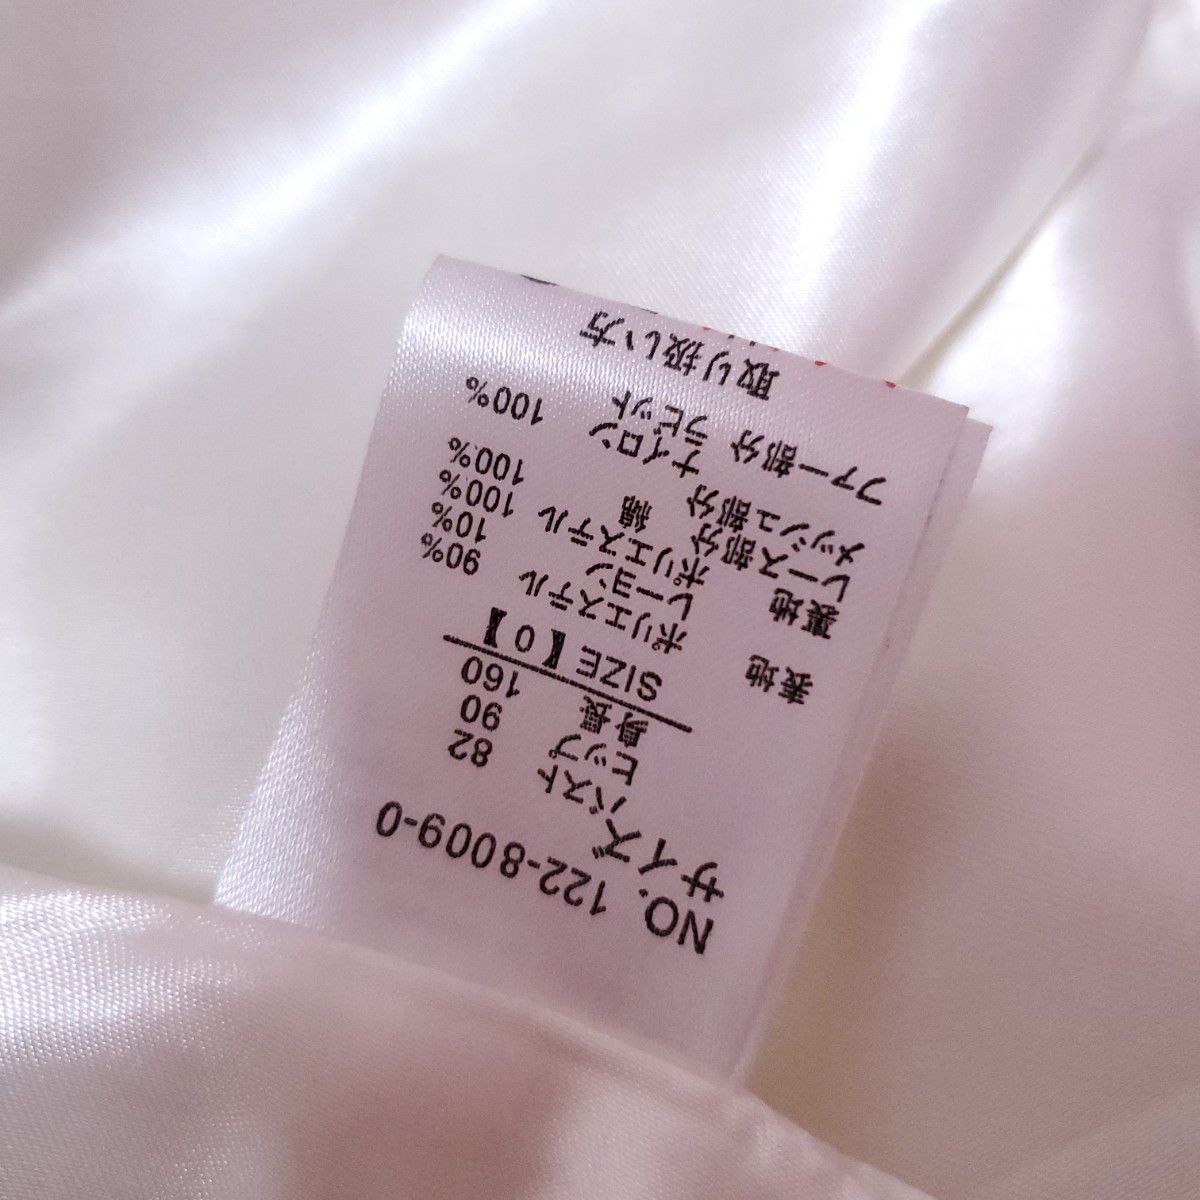 NO. 122-8009-0
サイズ バスト 82
ヒップ 90
身長 160
SIZE【0】
表地 ポリエステル 90%
レーヨン 10%
裏地 ポリエステル 100%
レース部分 綿 100%
メッシュ部分 ナイロン 100%
ファー部分 ラビット
取り扱い方